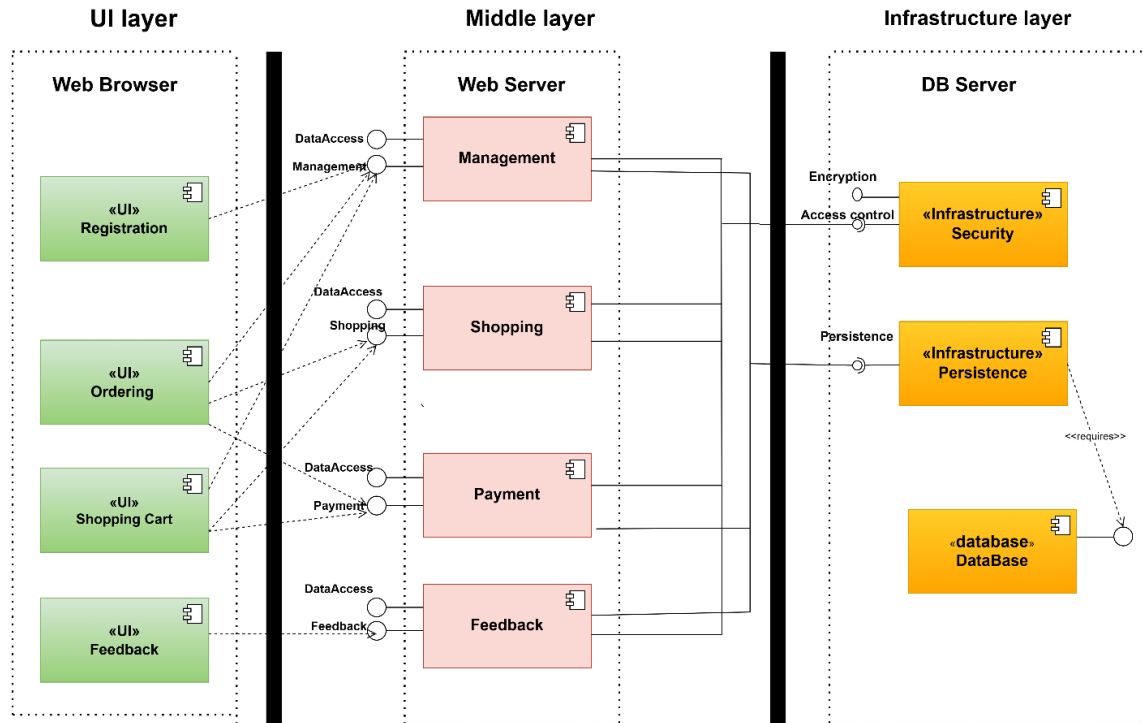 UI layer
Middle layer
Infrastructure layer
Web Browser
Web Server
DB Server
«UI»
Registration
«UI»
Ordering
«UI»
Shopping Cart
«UI»
Feedback
DataAccess
Management
Management
DataAccess
Shopping
Shopping
DataAccess
Payment
Payment
DataAccess
Feedback
Feedback
Encryption
Access control
«Infrastructure»
Security
Persistence
«Infrastructure»
Persistence
<<requires>>
«database»
DataBase